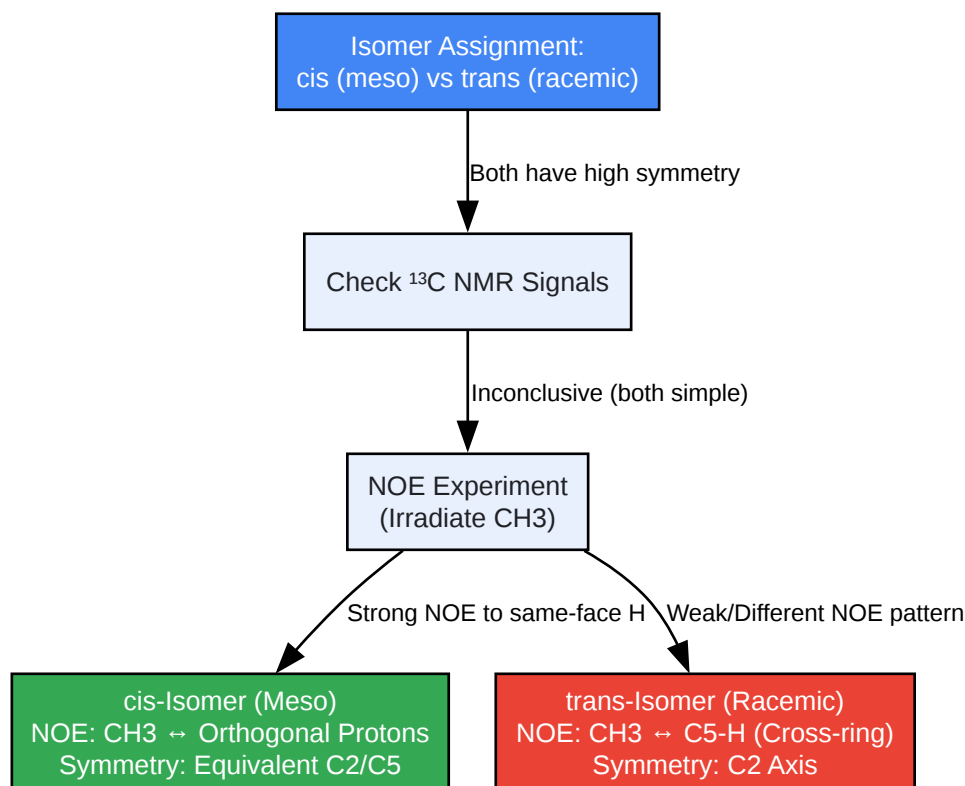 Isomer Assignment:
cis (meso) vs trans (racemic)
Both have high symmetry
Check ¹³C NMR Signals
Inconclusive (both simple)
NOE Experiment
(Irradiate CH3)
Strong NOE to same-face H
Weak/Different NOE pattern
cis-Isomer (Meso)
NOE: CH3 ↔ Orthogonal Protons
Symmetry: Equivalent C2/C5
trans-Isomer (Racemic)
NOE: CH3 ↔ C5-H (Cross-ring)
Symmetry: C2 Axis